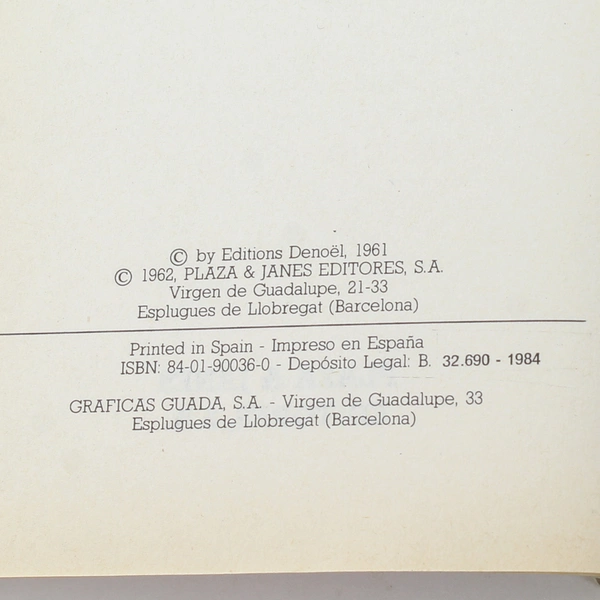 © by Editions Denoël, 1961
© 1962, PLAZA & JANES EDITORES, S.A.
Virgen de Guadalupe, 21-33
Esplugues de Llobregat (Barcelona)
Printed in Spain - Impreso en España
ISBN: 84-01-90036-0 - Depósito Legal: B. 32.690 - 1984
GRAFICAS GUADA, S.A. - Virgen de Guadalupe, 33
Esplugues de Llobregat (Barcelona)